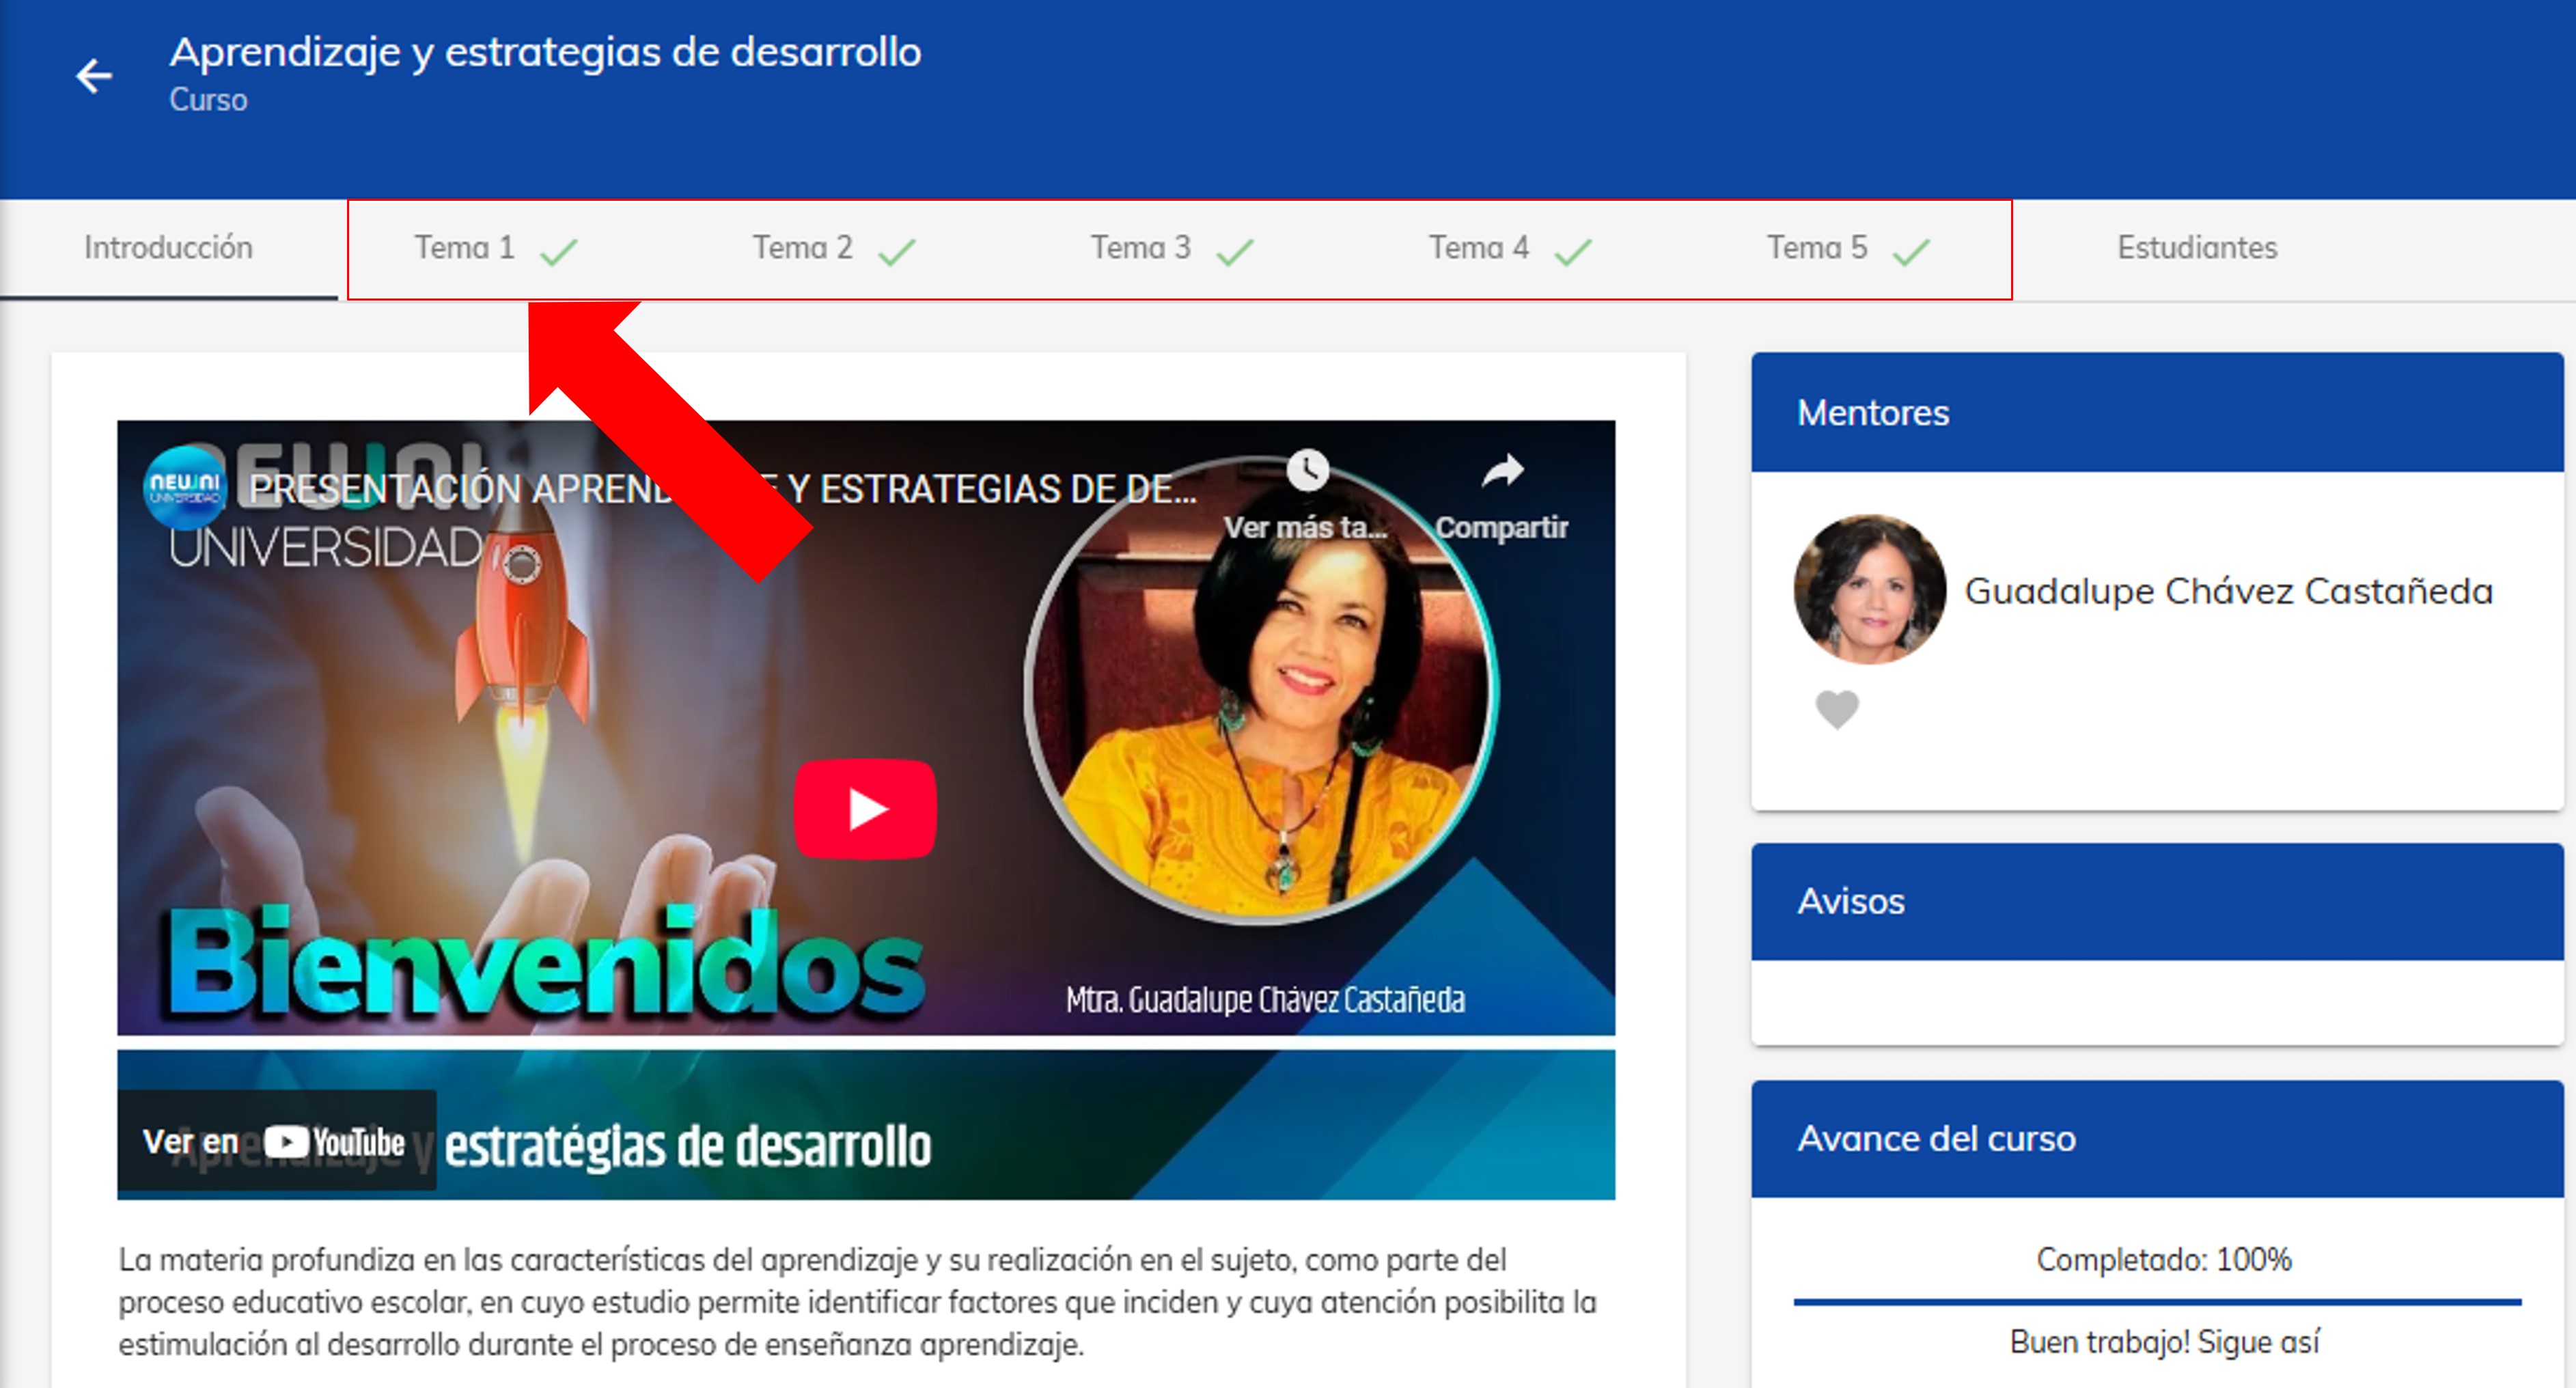 Aprendizaje y estrategias de desarrollo
Curso
Introducción
Tema 1
Tema 2
Tema 3
Tema 4
Tema 5
Estudiantes
NEUNI
UNIVERSIDAD
PRESENTACIÓN APREND E Y ESTRATEGIAS DE DE...
Ver más ta...
Compartir
UNIVERSIDAD
Bienvenidos
Mtra. Guadalupe Chávez Castañeda
Ver en YouTube
Aprendizaje y estratégias de desarrollo
La materia profundiza en las características del aprendizaje y su realización en el sujeto, como parte del
proceso educativo escolar, en cuyo estudio permite identificar factores que inciden y cuya atención posibilita la
estimulación al desarrollo durante el proceso de enseñanza aprendizaje.
Mentores
Guadalupe Chávez Castañeda
Avisos
Avance del curso
Completado: 100%
Buen trabajo! Sigue así